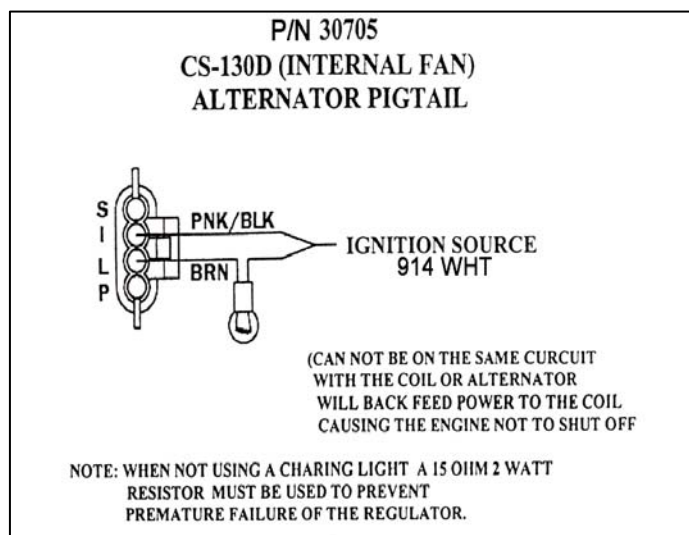 P/N 30705
CS-130D (INTERNAL FAN)
ALTERNATOR PIGTAIL
S
I
L
P
PNK/BLK
BRN
IGNITION SOURCE
914 WHT
(CAN NOT BE ON THE SAME CURCUIT
WITH THE COIL OR ALTERNATOR
WILL BACK FEED POWER TO THE COIL
CAUSING THE ENGINE NOT TO SHUT OFF
NOTE: WHEN NOT USING A CHARING LIGHT A 15 OHM 2 WATT
RESISTOR MUST BE USED TO PREVENT
PREMATURE FAILURE OF THE REGULATOR.